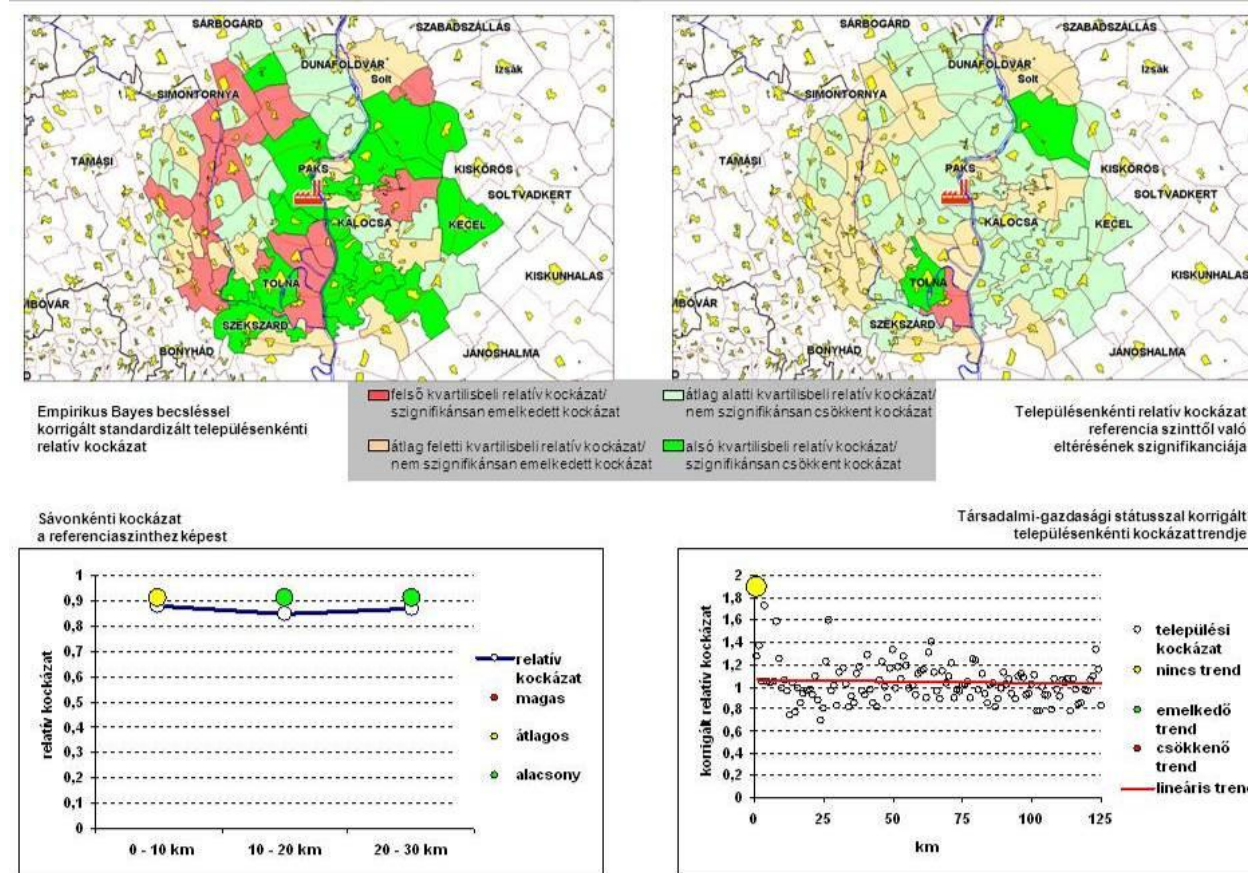 SÁRBOGÁRD
SZABADSZÁLLÁS
DUNAFÖLDVÁR
Solt
Izsák
SIMONTORNYA
TAMÁSI
PAKS
KISKŐRÖS
SOLTVADKERT
KALOCSA
KECEL
TOLNA
KISKUNHALAS
MBÓVÁR
SZEKSZÁRD
BONYHÁD
JÁNOSHALMA
SÁRBOGÁRD
SZABADSZÁLLÁS
DUNAFÖLDVÁR
Solt
Izsák
SIMONTORNYA
TAMÁSI
PAKS
KISKŐRÖS
SOLTVADKERT
KALOCSA
KECEL
TOLNA
KISKUNHALAS
MBÓVÁR
SZEKSZÁRD
BONYHÁD
JÁNOSHALMA
Empirikus Bayes becsléssel
korrigált standardizált településenkénti
relatív kockázat
felső kvartilisbeli relatív kockázat/
szignifikánsan emelkedett kockázat
átlag feletti kvartilisbeli relatív kockázat/
nem szignifikánsan emelkedett kockázat
átlag alatti kvartilisbeli relatív kockázat/
nem szignifikánsan csökkent kockázat
alsó kvartilisbeli relatív kockázat/
szignifikánsan csökkent kockázat
Településenkénti relatív kockázat
referencia szinttől való
eltérésének szignifikanciája
Sávonkénti kockázat
a referenciaszinthez képest
relatív kockázat
1
0,9
0,8
0,7
0,6
0,5
0,4
0,3
0,2
0,1
0
0 - 10 km
10 - 20 km
20 - 30 km
relatív
kockázat
magas
átlagos
alacsony
Társadalmi-gazdasági státusszal korrigált
településenkénti kockázat trendje
korrigált relatív kockázat
2
1,8
1,6
1,4
1,2
1
0,8
0,6
0,4
0,2
0
0
25
50
75
100
125
km
települési
kockázat
nincs trend
emelkedő
trend
csökkenő
trend
lineáris trend